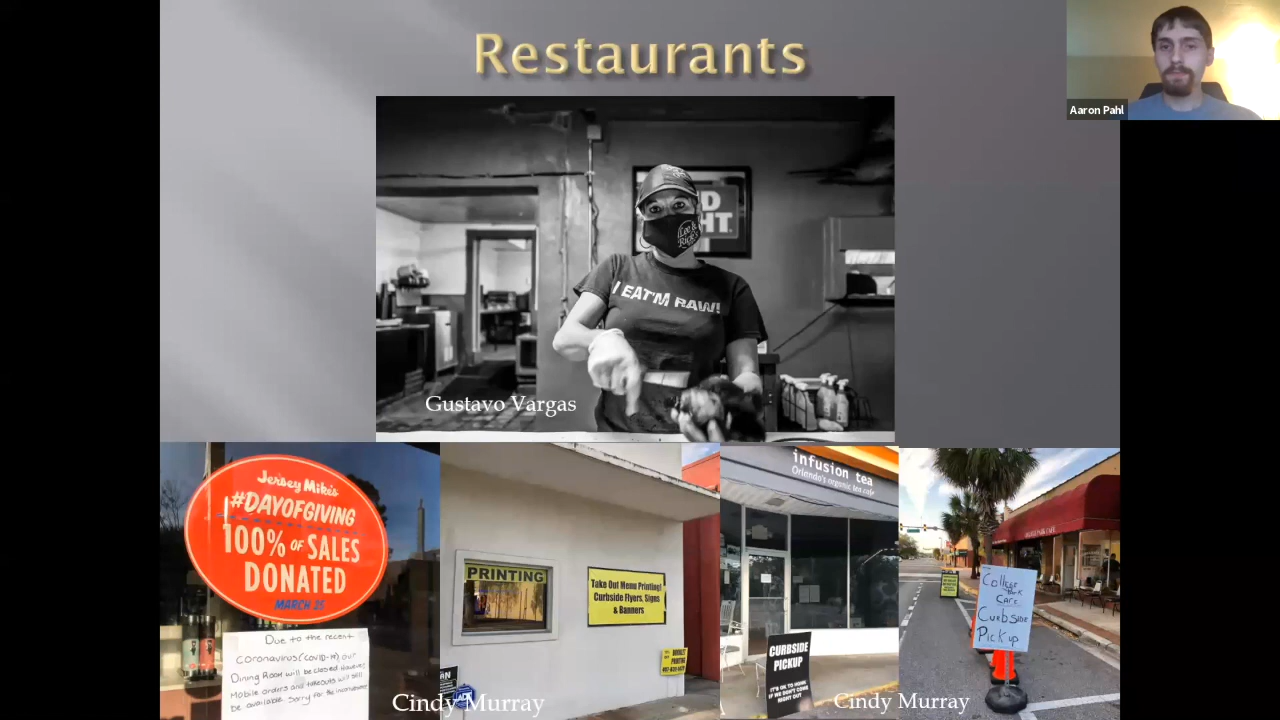 Restaurants
Aaron Pahl
I EAT'M RAW!
Gustavo Vargas
Jersey Mike's
#DAYOFGIVING
100% OF SALES
DONATED
MARCH 25
Due to the recent
Coronavirus (COVID-19) our
Dining Room will be closed However
Mobile orders and takeouts will still
be available. Sorry for the inconvenience
PRINTING
Take Out Menu Printing!
Curbside Flyers, Signs
& Banners
Cindy Murray
infusion tea
Orlando's organic tea cafe
CURBSIDE
PICKUP
College
Park
Cafe
Curbside
Pick up
Cindy Murray